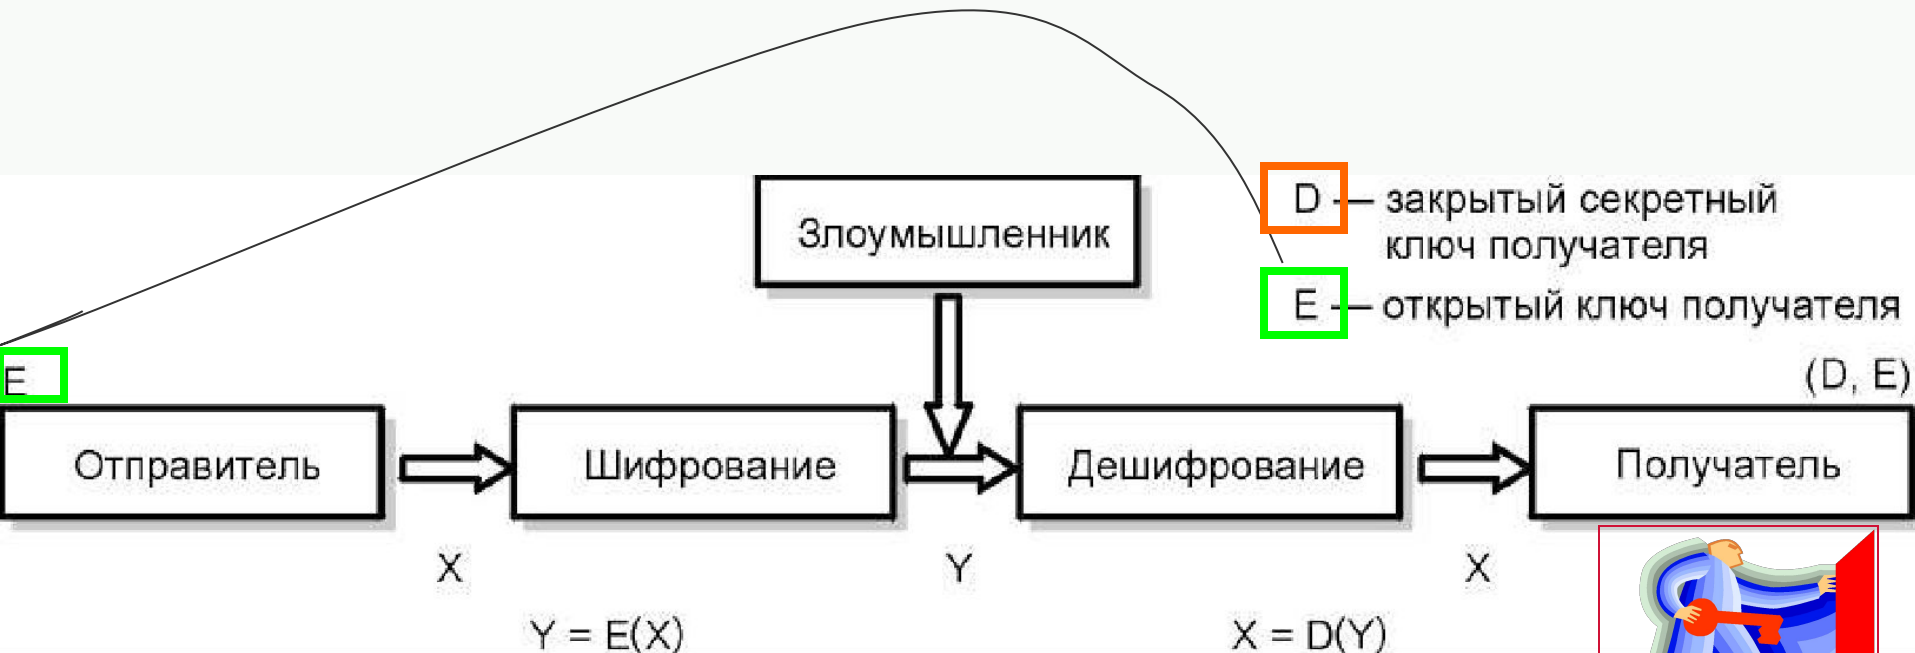 Злоумышленник
D — закрытый секретный
ключ получателя
E — открытый ключ получателя
E
(D, E)
Отправитель
Шифрование
Дешифрование
Получатель
X
Y
X
Y = E(X)
X = D(Y)